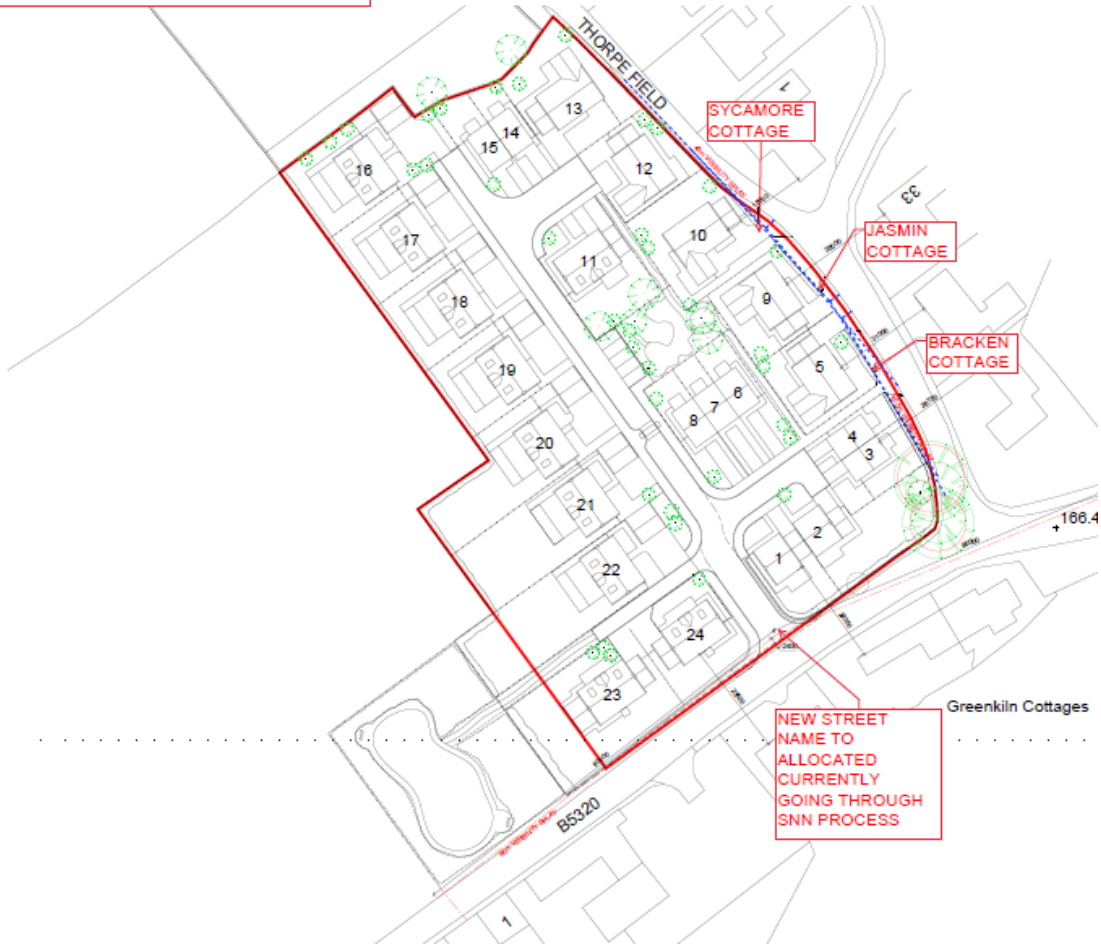 THORPE FIELD
7
SYCAMORE
COTTAGE
13
14
15
12
16
33
JASMIN
COTTAGE
10
17
11
9
18
BRACKEN
COTTAGE
5
19
6
7
8
4
3
20
21
166.4
2
1
22
24
23
NEW STREET
NAME TO
ALLOCATED
CURRENTLY
GOING THROUGH
SNN PROCESS
Greenkiln Cottages
B5320
1